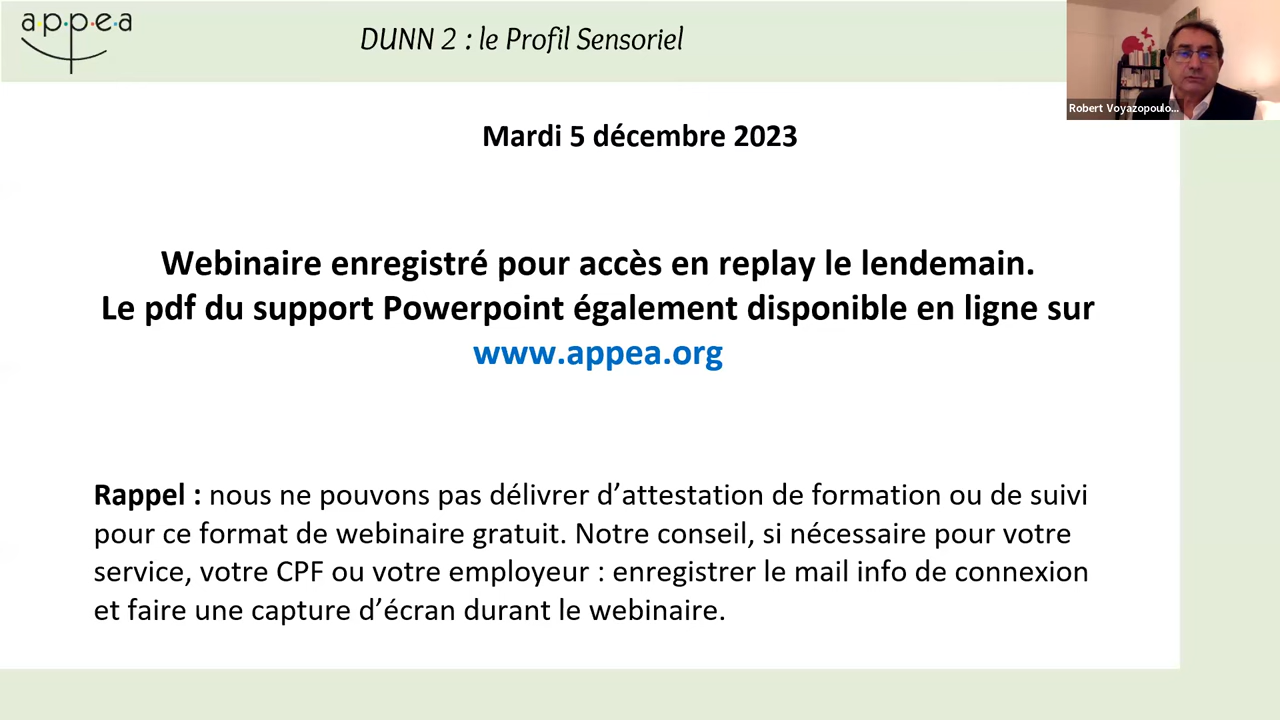 appea
DUNN 2 : le Profil Sensoriel
Robert Voyazopoulo...
Mardi 5 décembre 2023
Webinaire enregistré pour accès en replay le lendemain.
Le pdf du support Powerpoint également disponible en ligne sur
www.appea.org
Rappel : nous ne pouvons pas délivrer d’attestation de formation ou de suivi
pour ce format de webinaire gratuit. Notre conseil, si nécessaire pour votre
service, votre CPF ou votre employeur : enregistrer le mail info de connexion
et faire une capture d’écran durant le webinaire.